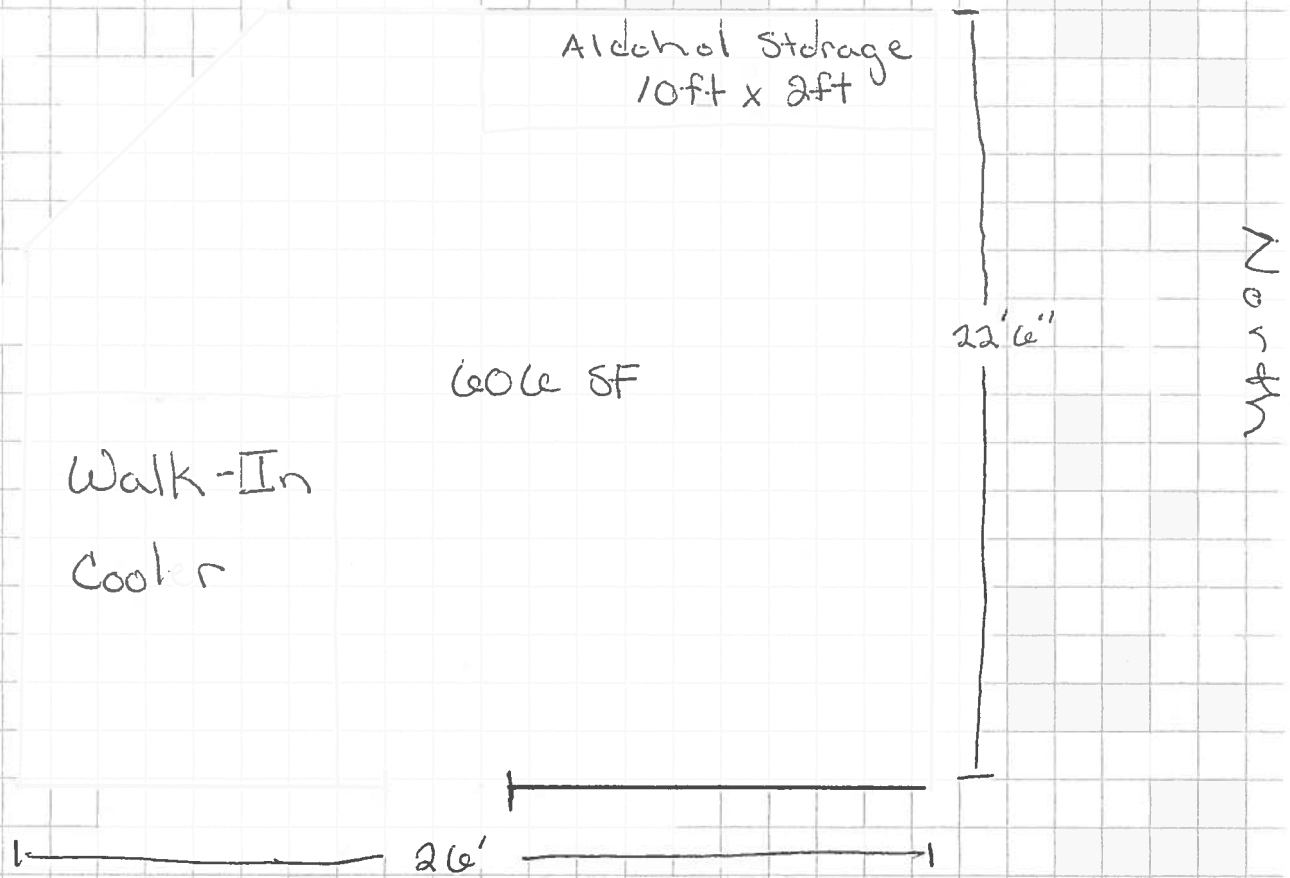 Alcohol Storage
10ft x 2ft
22'6"
North
606 SF
Walk-In
Cooler
26'